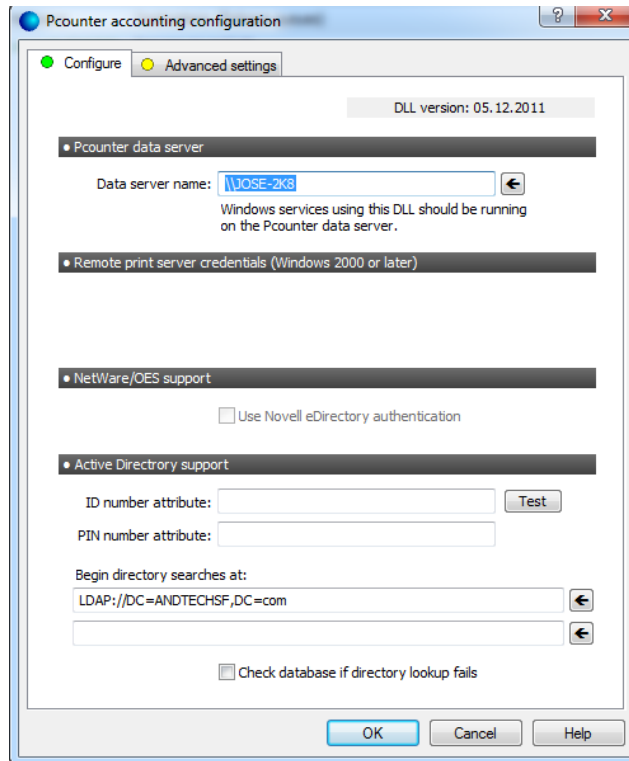 Pcounter accounting configuration
Configure
Advanced settings
DLL version: 05.12.2011
• Pcounter data server
Data server name: \\JOSE-2K8
Windows services using this DLL should be running
on the Pcounter data server.
• Remote print server credentials (Windows 2000 or later)
• NetWare/OES support
Use Novell eDirectory authentication
• Active Directrory support
ID number attribute: Test
PIN number attribute:
Begin directory searches at:
LDAP://DC=ANDTECHSF,DC=com
Check database if directory lookup fails
OK Cancel Help